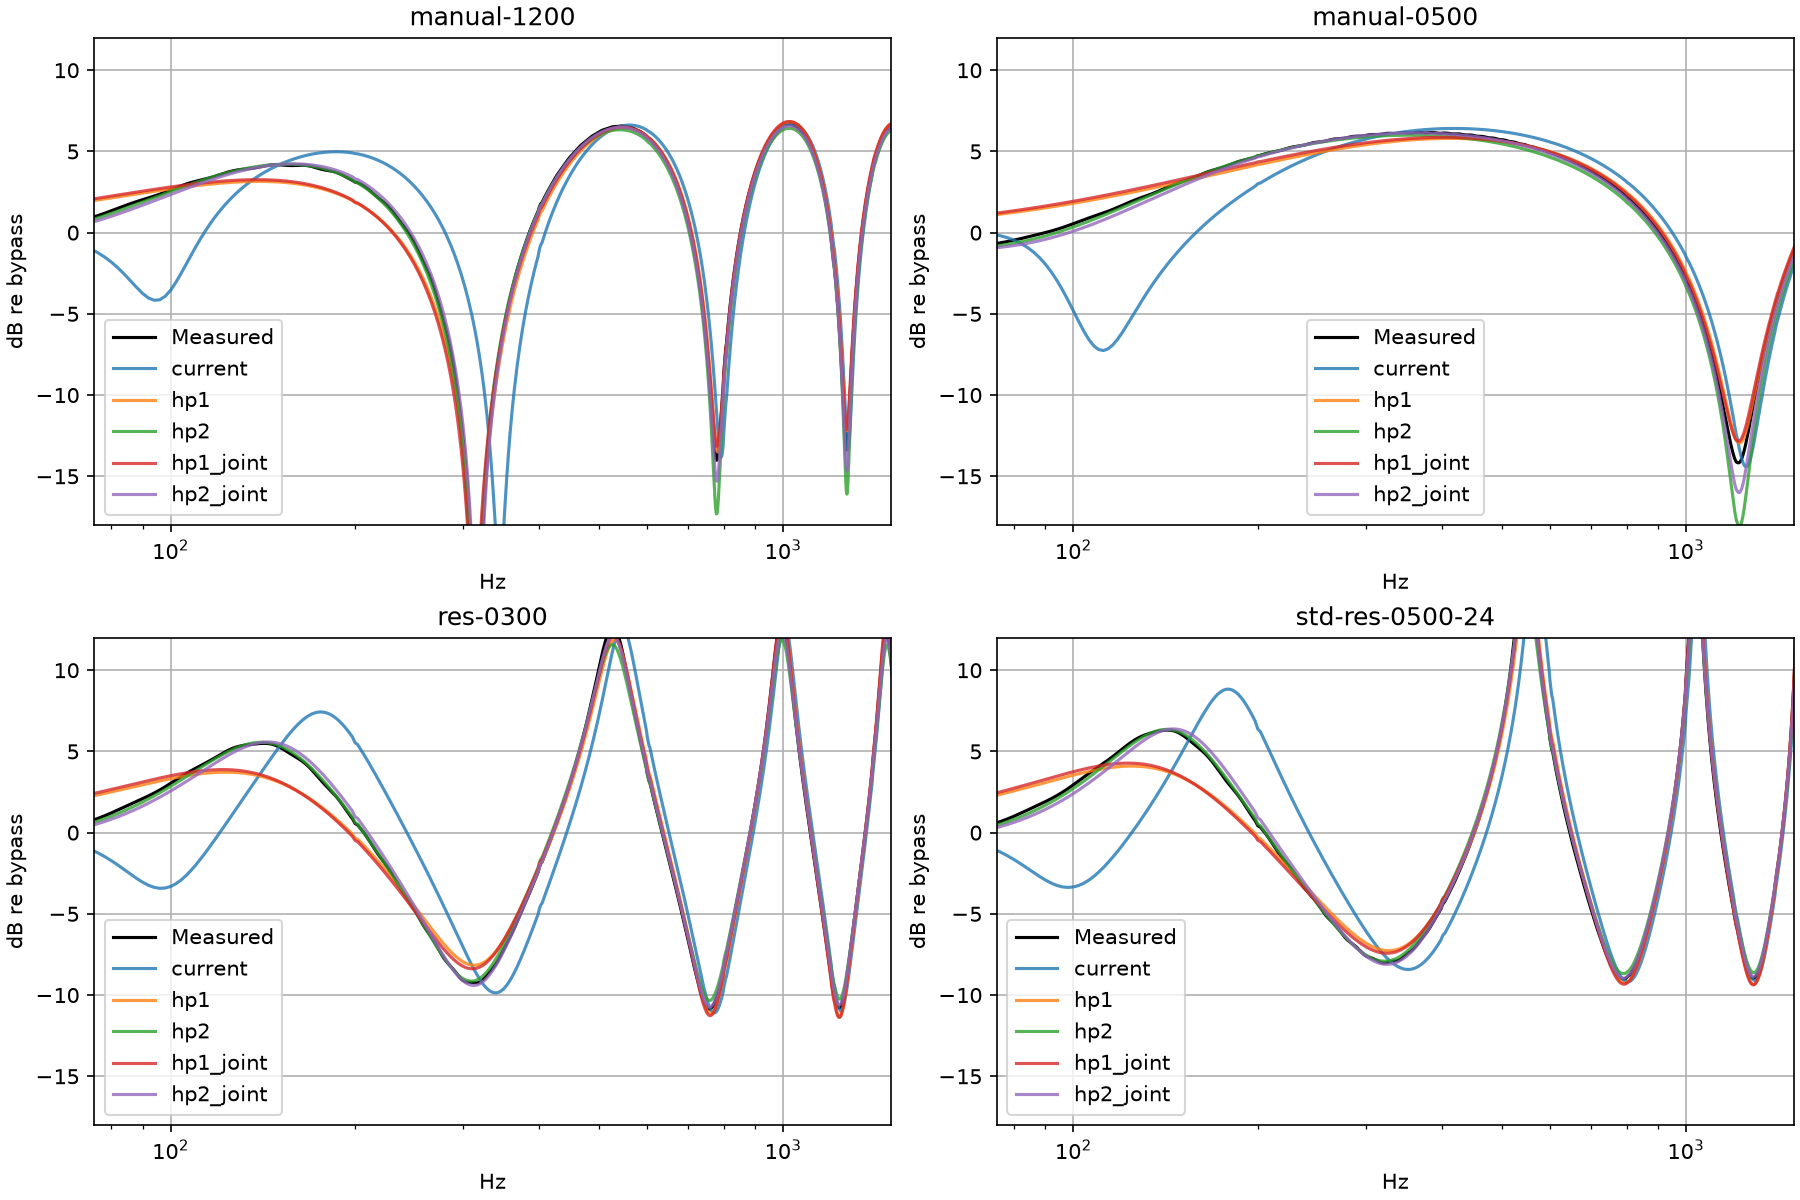 manual-1200
10
5
0
−5
−10
−15
dB re bypass
Measured
current
hp1
hp2
hp1_joint
hp2_joint
10²
10³
Hz
manual-0500
10
5
0
−5
−10
−15
dB re bypass
Measured
current
hp1
hp2
hp1_joint
hp2_joint
10²
10³
Hz
res-0300
10
5
0
−5
−10
−15
dB re bypass
Measured
current
hp1
hp2
hp1_joint
hp2_joint
10²
10³
Hz
std-res-0500-24
10
5
0
−5
−10
−15
dB re bypass
Measured
current
hp1
hp2
hp1_joint
hp2_joint
10²
10³
Hz